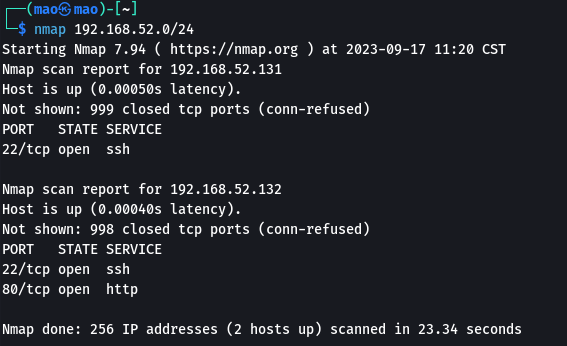 ┌──(mao㉿mao)-[~]
└─$ nmap 192.168.52.0/24
Starting Nmap 7.94 ( https://nmap.org ) at 2023-09-17 11:20 CST
Nmap scan report for 192.168.52.131
Host is up (0.00050s latency).
Not shown: 999 closed tcp ports (conn-refused)
PORT   STATE SERVICE
22/tcp open  ssh

Nmap scan report for 192.168.52.132
Host is up (0.00040s latency).
Not shown: 998 closed tcp ports (conn-refused)
PORT   STATE SERVICE
22/tcp open  ssh
80/tcp open  http

Nmap done: 256 IP addresses (2 hosts up) scanned in 23.34 seconds